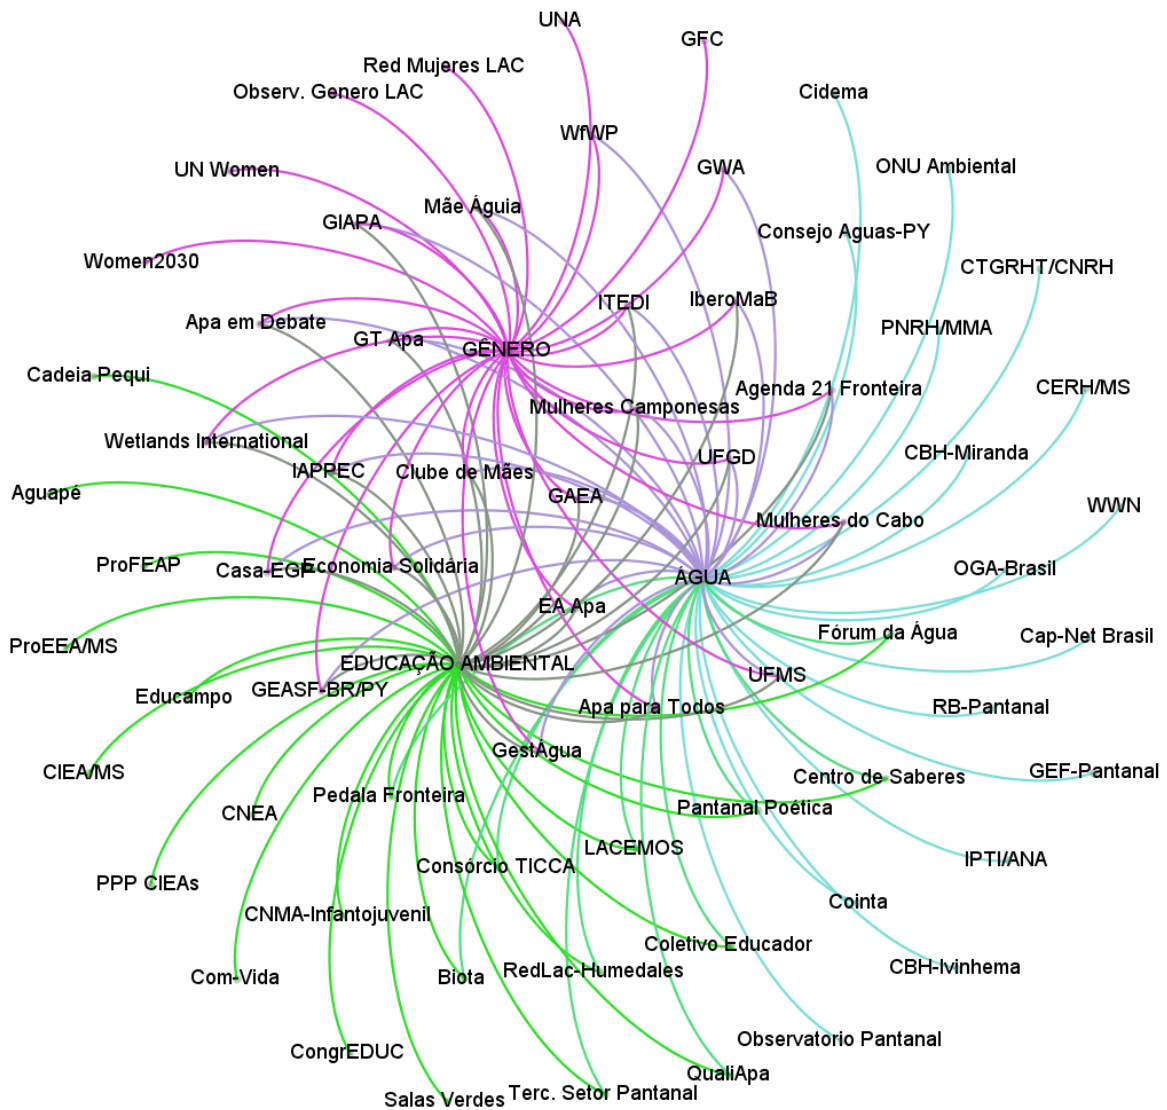 UNA
GFC
Red Mujeres LAC
Observ. Genero LAC
Cidema
WfWP
ONU Ambiental
UN Women
GWA
Mãe Águia
GIAPA
Consejo Aguas-PY
Women2030
CTGRHT/CNRH
ITEDI
IberoMaB
Apa em Debate
PNRH/MMA
GT Apa
GÊNERO
Cadeia Pequi
Agenda 21 Fronteira
CERH/MS
Mulheres Camponesas
Wetlands International
CBH-Miranda
UFGD
IAPPEC
Clube de Mães
Aguapé
GAEA
WWN
Mulheres do Cabo
ProFEAP
Casa-EGP
Economia Solidária
OGA-Brasil
ÁGUA
EA Apa
Fórum da Água
Cap-Net Brasil
ProEEA/MS
EDUCAÇÃO AMBIENTAL
UFMS
GEASF-BR/PY
Educampo
Apa para Todos
RB-Pantanal
GestÁgua
CIEA/MS
GEF-Pantanal
Centro de Saberes
Pedala Fronteira
Pantanal Poética
CNEA
LACEMOS
IPTI/ANA
Consórcio TICCA
PPP CIEAs
Cointa
CNMA-Infantojuvenil
Coletivo Educador
CBH-Ivinhema
RedLac-Humedales
Com-Vida
Biota
Observatorio Pantanal
CongrEDUC
QualiApa
Terc. Setor Pantanal
Salas Verdes